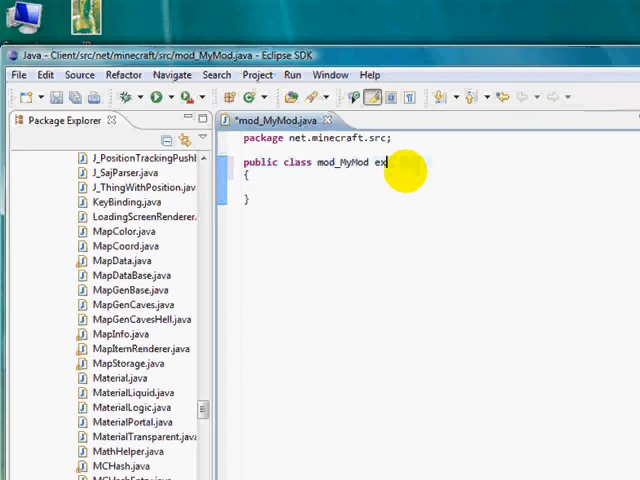 Java - Client/src/net/minecraft/src/mod_MyMod.java - Eclipse SDK
File Edit Source Refactor Navigate Search Project Run Window Help
Package Explorer
*mod_MyMod.java
package net.minecraft.src;
public class mod_MyMod ex
{
}
J_PositionTrackingPushB
J_SajParser.java
J_ThingWithPosition.java
KeyBinding.java
LoadingScreenRenderer.
MapColor.java
MapCoord.java
MapData.java
MapDataBase.java
MapGenBase.java
MapGenCaves.java
MapGenCavesHell.java
MapInfo.java
MapItemRenderer.java
MapStorage.java
Material.java
MaterialLiquid.java
MaterialLogic.java
MaterialPortal.java
MaterialTransparent.java
MathHelper.java
MCHash.java
MCHashEntry.java